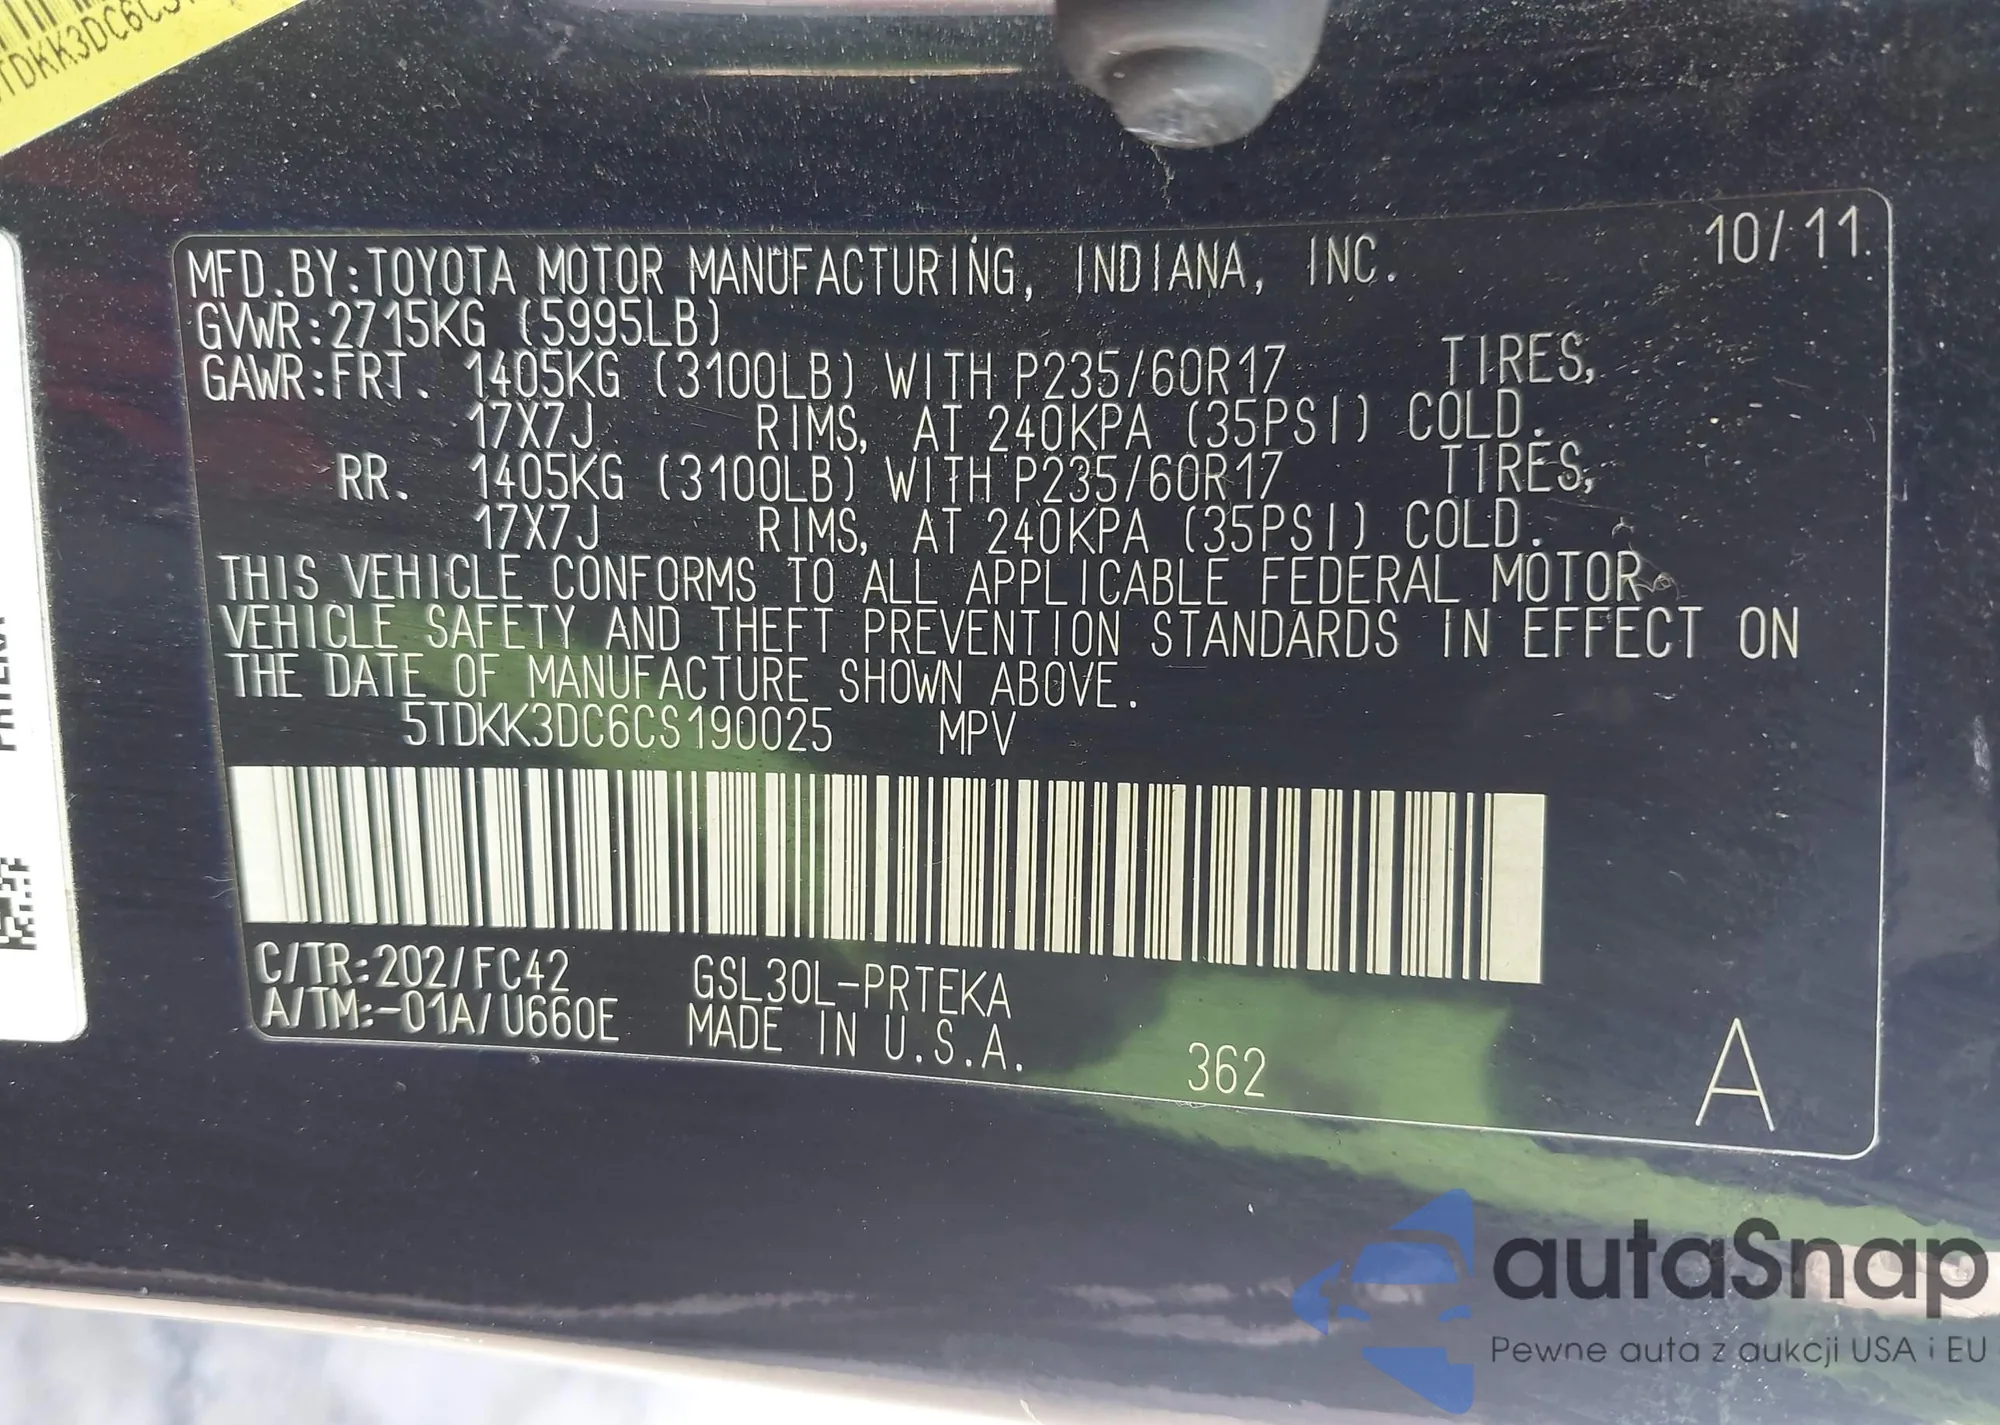 TDKK3DC6CS
10/11
MFD.BY:TOYOTA MOTOR MANUFACTURING, INDIANA, INC.
GVWR:2715KG (5995LB)
GAWR:FRT. 1405KG (3100LB) WITH P235/60R17 TIRES,
17X7J RIMS, AT 240KPA (35PSI) COLD.
RR. 1405KG (3100LB) WITH P235/60R17 TIRES,
17X7J RIMS, AT 240KPA (35PSI) COLD.
THIS VEHICLE CONFORMS TO ALL APPLICABLE FEDERAL MOTOR
VEHICLE SAFETY AND THEFT PREVENTION STANDARDS IN EFFECT ON
THE DATE OF MANUFACTURE SHOWN ABOVE.
5TDKK3DC6CS190025 MPV
C/TR:202/FC42 GSL30L-PRTEKA
A/TM:-01A/U660E MADE IN U.S.A.
362
A
autaSnap
Pewne auta z aukcji USA i EU